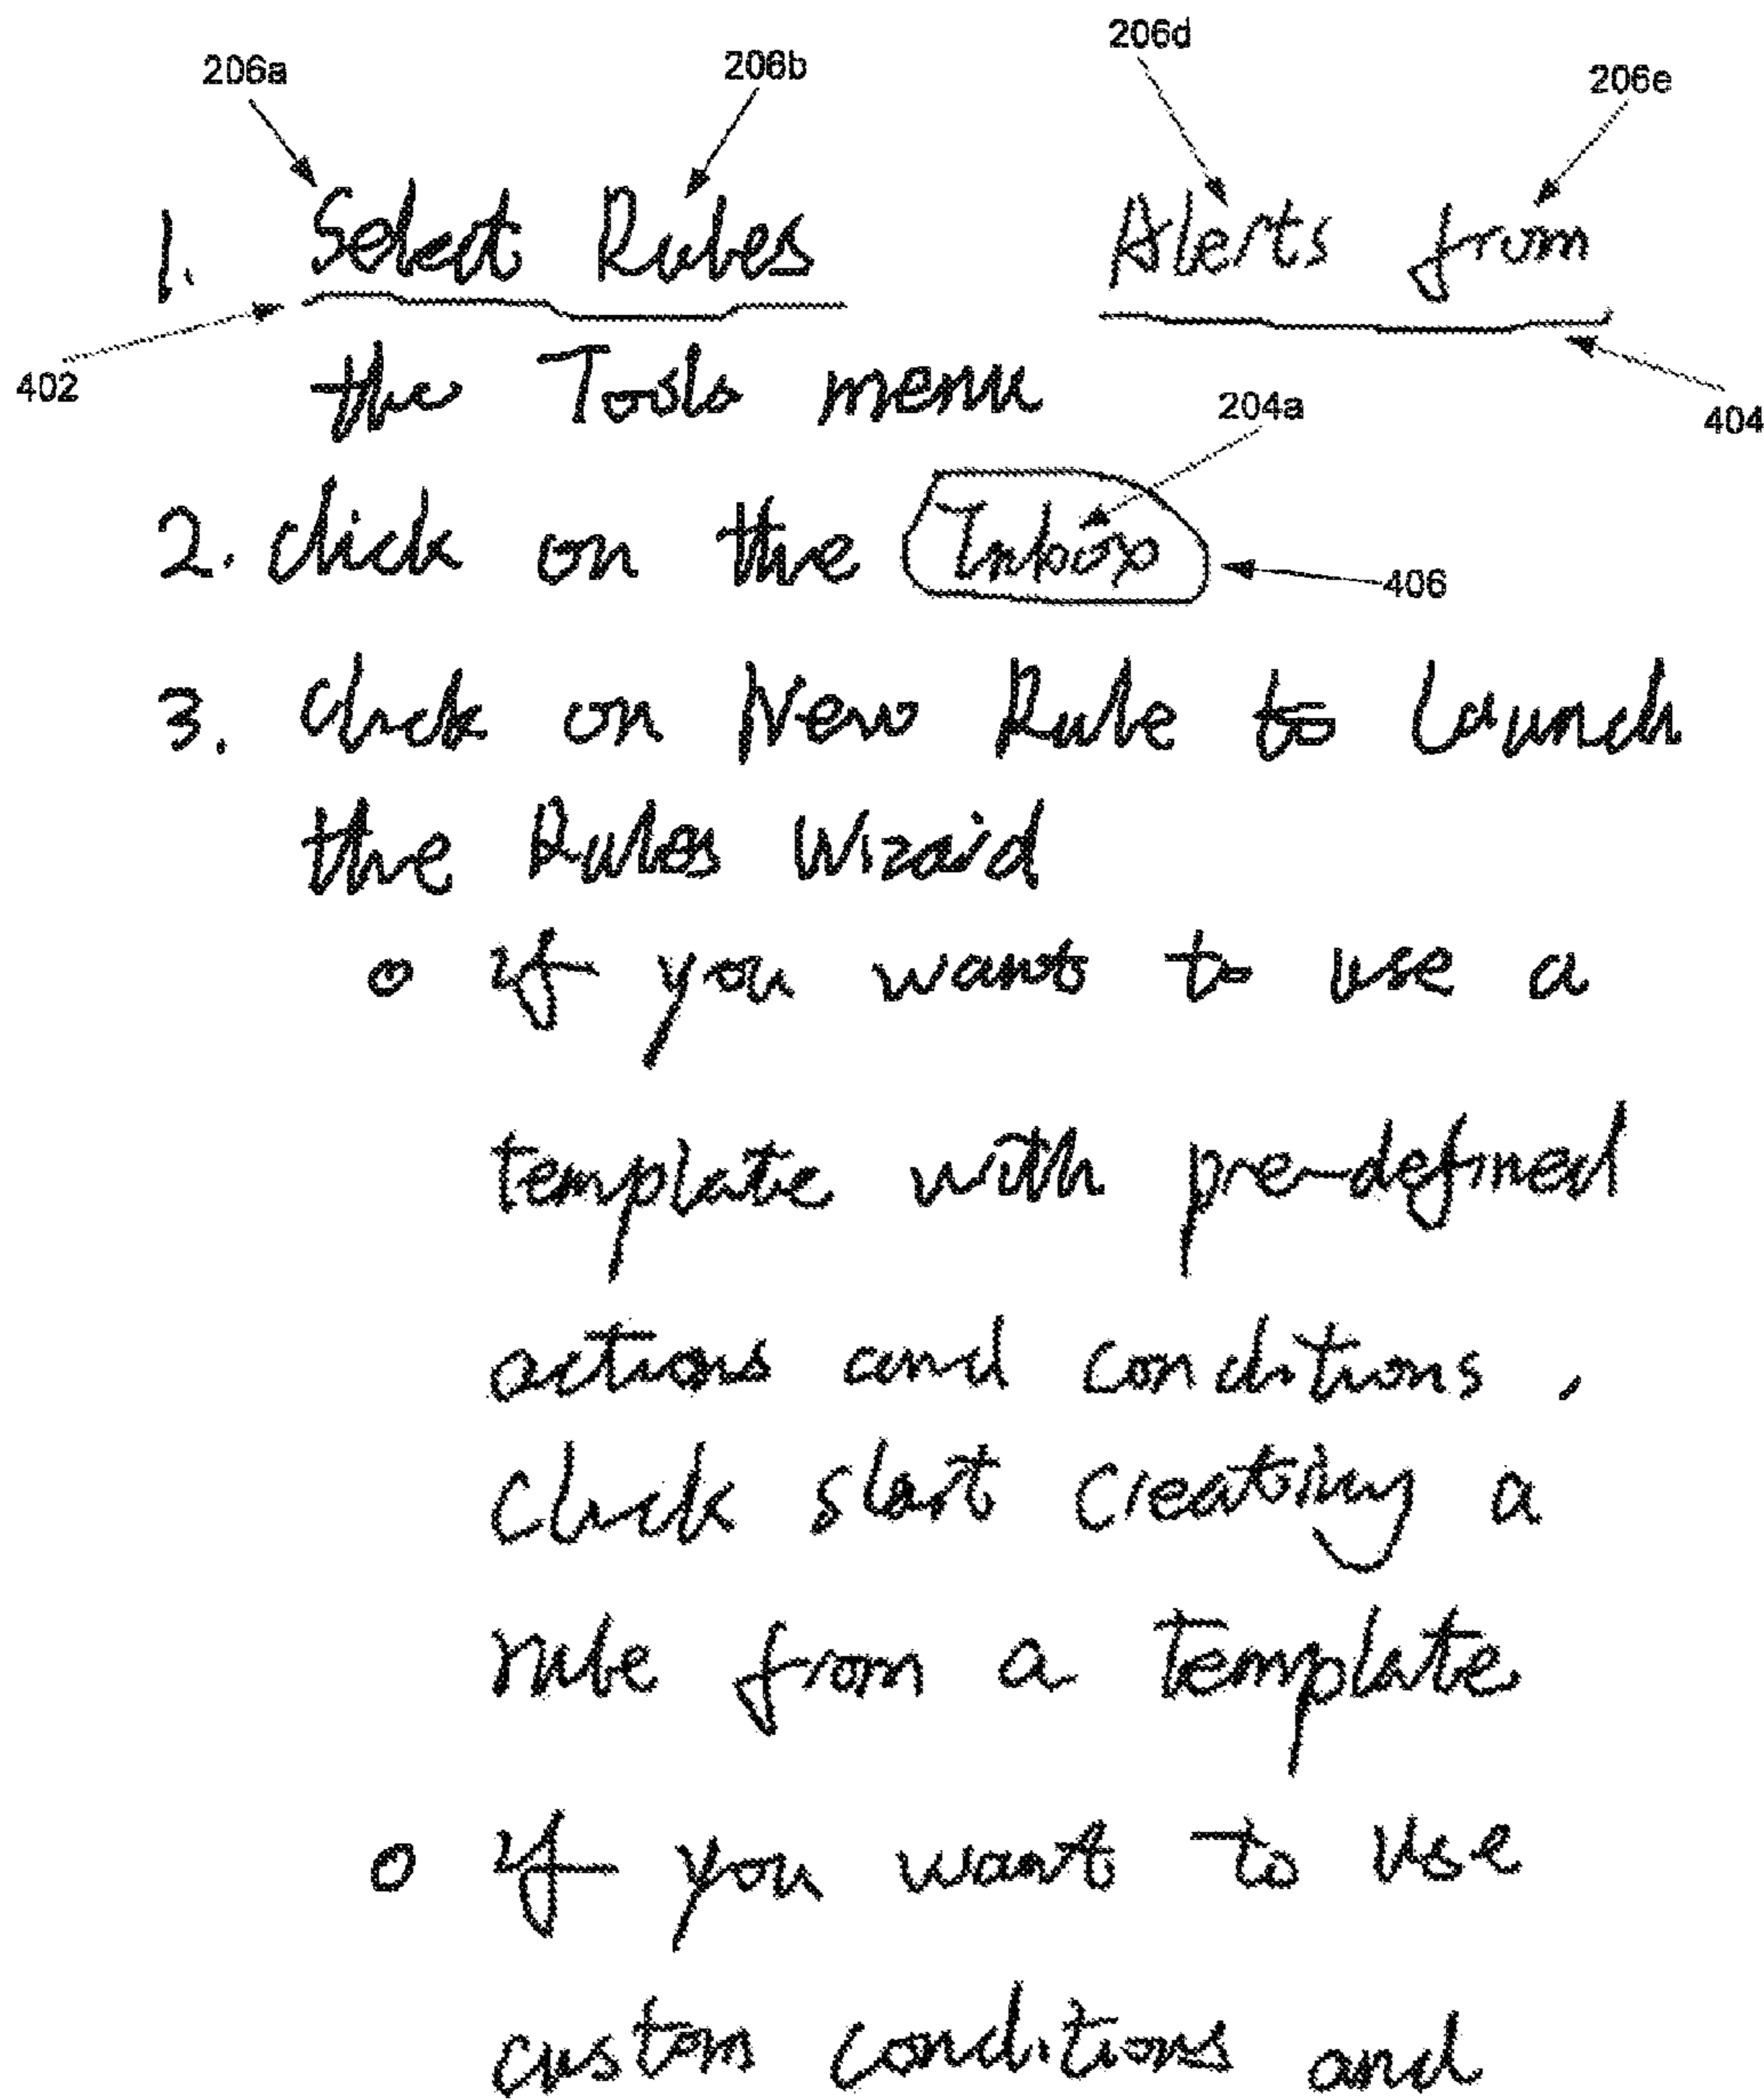 206a 206b 206d 206e
1. Select Rules Alerts from
402 404
the Tools menu
204a
2. click on the Inbox
406
3. click on New Rule to launch
the Rules Wizard
o if you want to use a
template with pre-defined
actions and conditions,
click start creating a
rule from a template
o if you want to use
custom conditions and